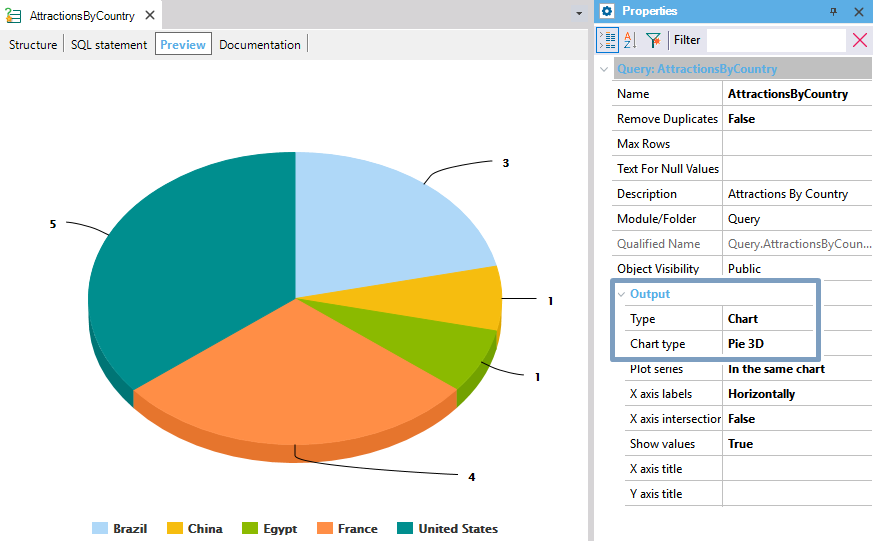 AttractionsByCountry
Structure SQL statement Preview Documentation
3
5
1
1
4
Brazil China Egypt France United States
Properties
Filter
Query: AttractionsByCountry
Name AttractionsByCountry
Remove Duplicates False
Max Rows
Text For Null Values
Description Attractions By Country
Module/Folder Query
Qualified Name Query.AttractionsByCoun...
Object Visibility Public
Output
Type Chart
Chart type Pie 3D
Plot series In the same chart
X axis labels Horizontally
X axis intersection False
Show values True
X axis title
Y axis title